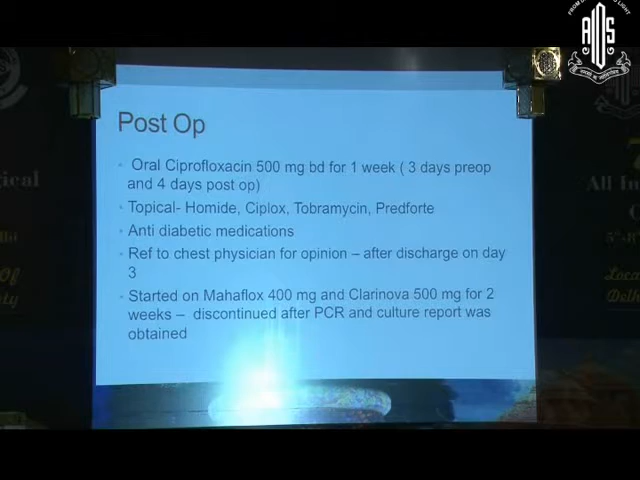 Post Op
Oral Ciprofloxacin 500 mg bd for 1 week ( 3 days preop
and 4 days post op)
Topical- Homide, Ciplox, Tobramycin, Predforte
Anti diabetic medications
Ref to chest physician for opinion – after discharge on day
3
Started on Mahaflox 400 mg and Clarinova 500 mg for 2
weeks – discontinued after PCR and culture report was
obtained
gical
All In